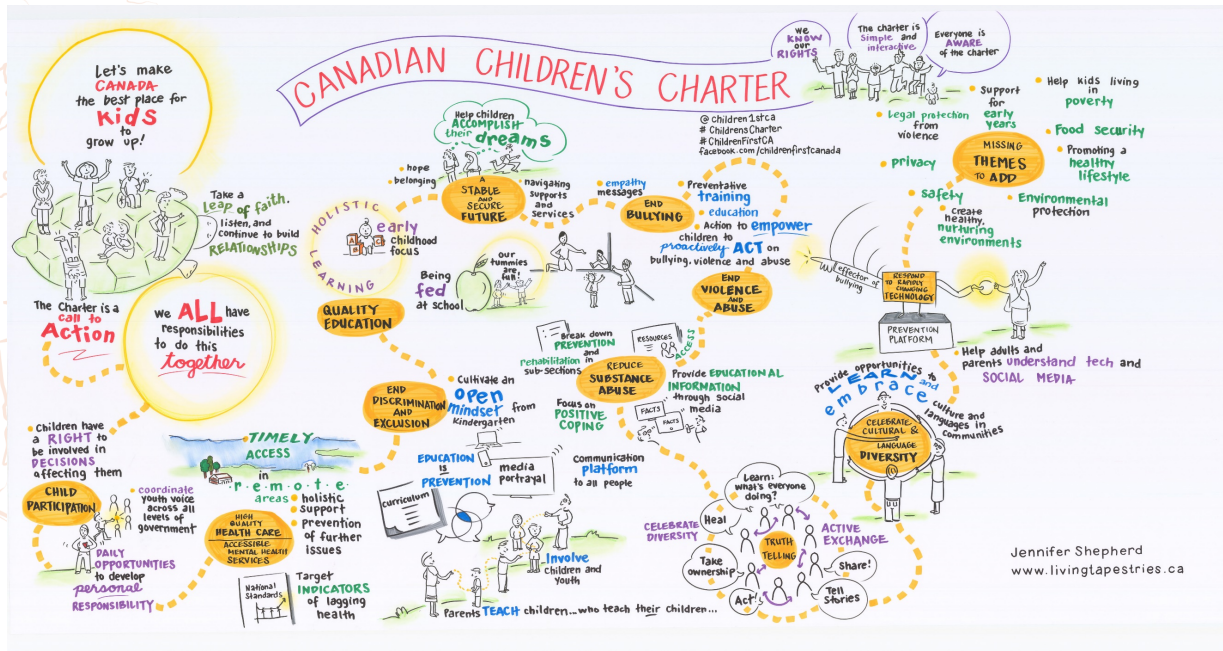 CANADIAN CHILDREN'S CHARTER
Let's make
CANADA
the best place for
Kids
to
grow up!
Take a
Leap of faith,
listen, and
continue to build
RELATIONSHIPS
The Charter is a
call to
Action
We ALL have
responsibilities
to do this
together
Children have
a RIGHT to
be involved in
DECISIONS
affecting them
CHILD
PARTICIPATION
coordinate
youth voice
across all
levels of
government
DAILY
OPPORTUNITIES
to develop
personal
RESPONSIBILITY
TIMELY
ACCESS
in
remote
areas
HIGH
QUALITY
HEALTH CARE
ACCESSIBLE
MENTAL HEALTH
SERVICES
holistic
support
prevention
of further
issues
National
Standards
Target
INDICATORS
of lagging
health
END
DISCRIMINATION
AND
EXCLUSION
Cultivate an
open
mindset from
kindergarten
EDUCATION
is
PREVENTION
media
portrayal
Communication
platform
to all people
curriculum
Involve
Children and
Youth
Parents TEACH children...who teach their children...
QUALITY
EDUCATION
HOLISTIC
LEARNING
A
B
C
early
childhood
focus
Being
fed
at school
our
tummies
are
full!
Help children
ACCOMPLISH
their dreams
hope
belonging
A
STABLE
AND
SECURE
FUTURE
navigating
supports
and
services
empathy
messages
END
BULLYING
@children1stca
# ChildrensCharter
# ChildrenFirstCA
facebook.com/childrenfirstcanada
Preventative
training
education
Action to empower
children to
proactively ACT on
bullying, violence and abuse
END
VIOLENCE
AND
ABUSE
Break down
PREVENTION
and
rehabilitation in
sub-sections
RESOURCES
ACCESS
REDUCE
SUBSTANCE
ABUSE
Focus on
POSITIVE
COPING
Provide EDUCATIONAL
INFORMATION
through social
media
FACTS
FACTS
CELEBRATE
DIVERSITY
Learn:
what's everyone
doing?
Heal
Take
ownership
Act!
TRUTH
TELLING
ACTIVE
EXCHANGE
Share!
Tell
Stories
Provide opportunities to
LEARN and
embrace
culture and
languages in
communities
CELEBRATE
CULTURAL &
LANGUAGE
DIVERSITY
effector of
bullying
RESPOND
TO RAPIDLY
CHANGING
TECHNOLOGY
PREVENTION
PLATFORM
Help adults and
parents understand tech and
SOCIAL MEDIA
we
KNOW
our
RIGHTS
The charter is
Simple and
interactive
Everyone is
AWARE
of the charter
MISSING
THEMES
TO ADD
Legal protection
from
violence
Support
for
early
years
Help kids living
in
poverty
Food security
Promoting a
healthy
lifestyle
Environmental
protection
privacy
safety
Create
healthy,
nurturing
environments
Jennifer Shepherd
www.livingtapestries.ca